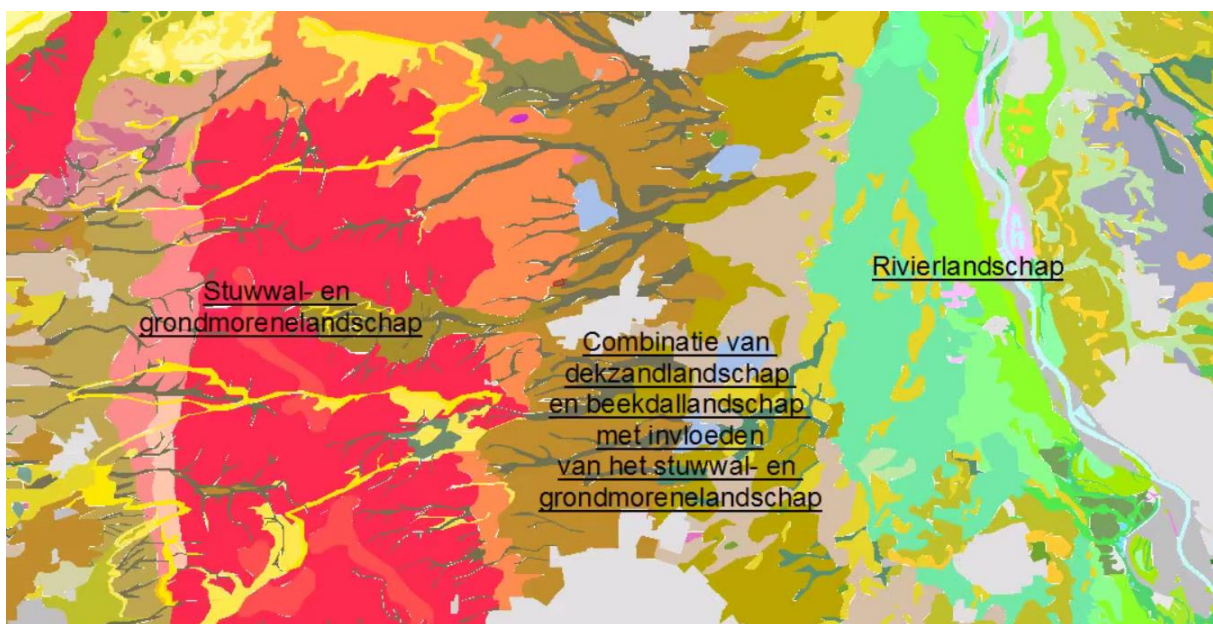 Stuwwal- en
grondmorenelandschap
Combinatie van
dekzandlandschap
en beekdallandschap
met invloeden
van het stuwwal- en
grondmorenelandschap
Rivierlandschap